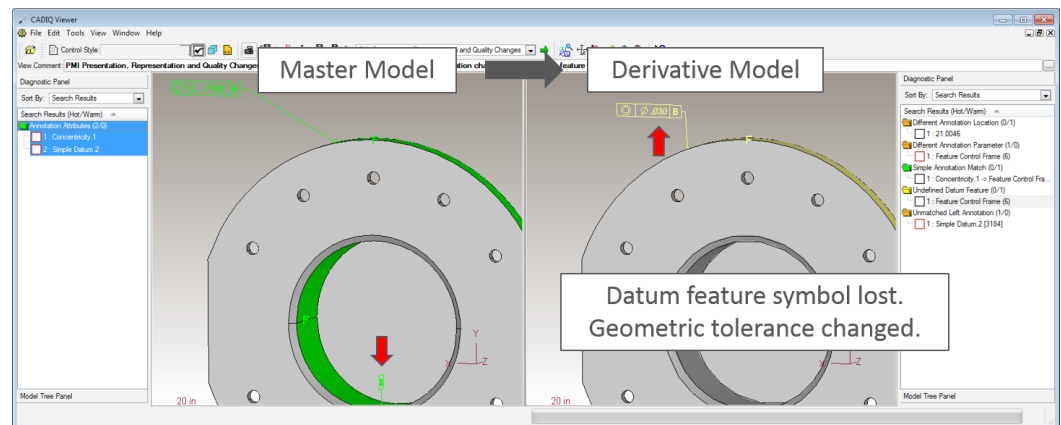 CADIQ Viewer
File Edit Tools View Window Help
Control Style:
and Quality Changes
View Comment: PMI Presentation, Representation and Quality Changes
feature
Master Model
Derivative Model
Diagnostic Panel
Sort By: Search Results
Search Results (Hot/Warm)
Annotation Attributes (2/0)
1 : Concentricity.1
2 : Simple Datum.2
Model Tree Panel
F
F
Y
X
Z
20 in
Ø .030 B
F
Datum feature symbol lost.
Geometric tolerance changed.
Y
X
Z
20 in
Diagnostic Panel
Sort By: Search Results
Search Results (Hot/Warm)
Different Annotation Location (0/1)
1 : 21.0046
Different Annotation Parameter (1/0)
1 : Feature Control Frame (6)
Simple Annotation Match (0/1)
1 : Concentricity.1 -> Feature Control Fra...
Undefined Datum Feature (0/1)
1 : Feature Control Frame (6)
Unmatched Left Annotation (1/0)
1 : Simple Datum.2 [3184]
Model Tree Panel